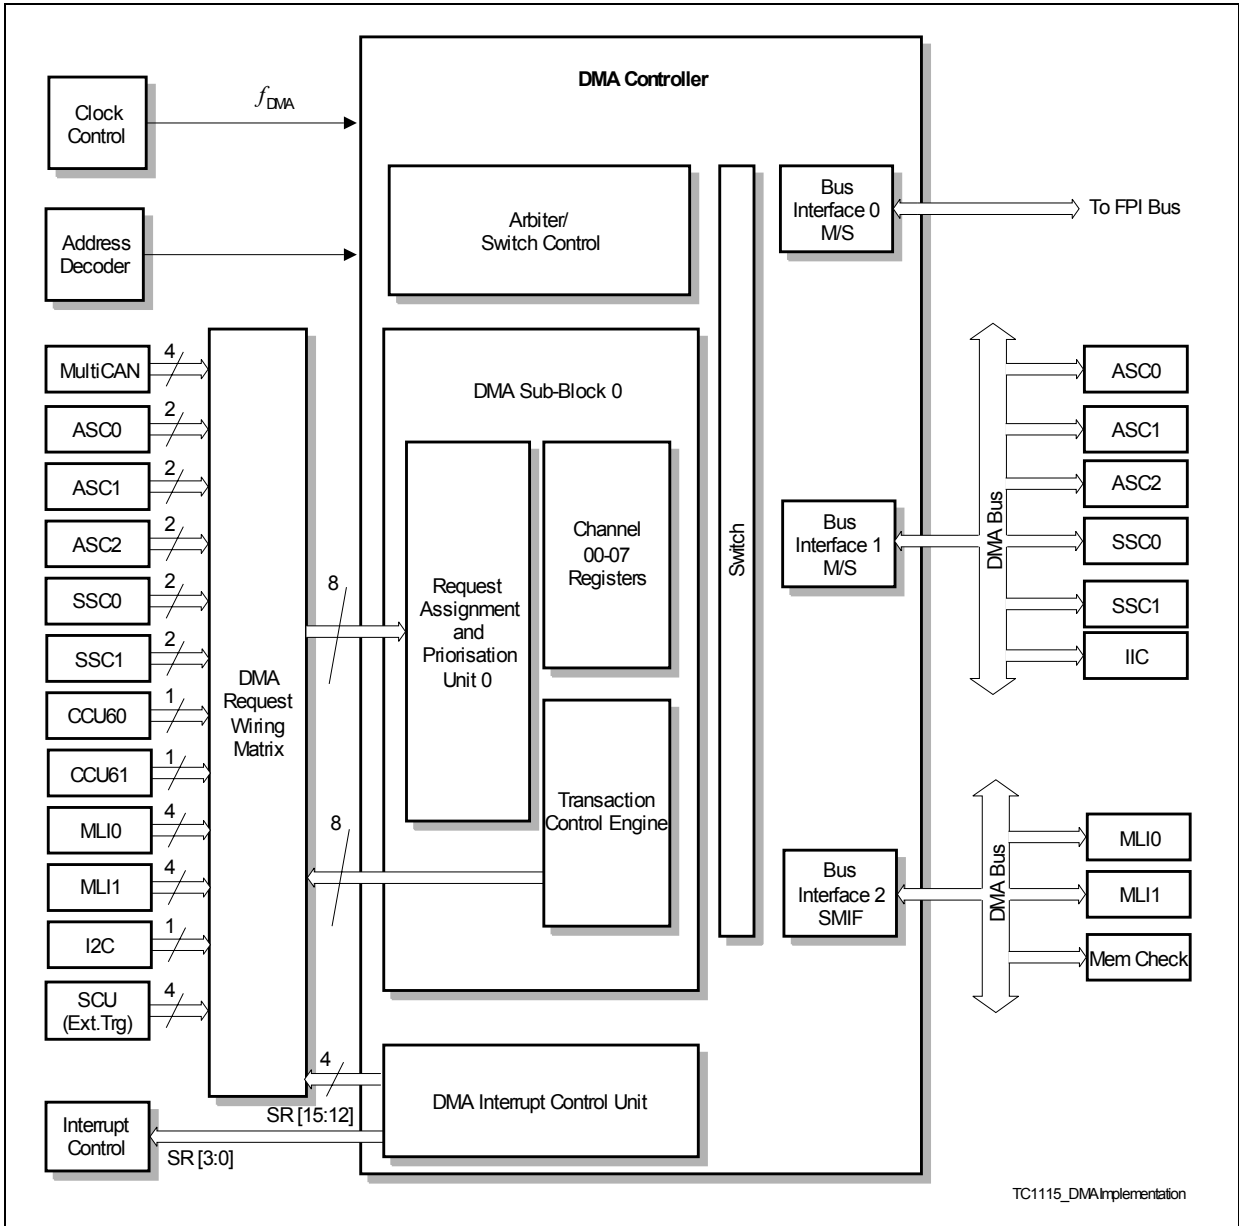 DMA Controller
Clock
Control
fDMA
Address
Decoder
Arbiter/
Switch Control
Bus
Interface 0
M/S
To FPI Bus
MultiCAN
4
ASC0
2
ASC1
2
ASC2
2
SSC0
2
SSC1
2
CCU60
1
CCU61
1
MLI0
4
MLI1
4
I2C
1
SCU
(Ext.Trg)
4
DMA
Request
Wiring
Matrix
8
8
DMA Sub-Block 0
Request
Assignment
and
Priorisation
Unit 0
Channel
00-07
Registers
Transaction
Control Engine
Switch
Bus
Interface 1
M/S
DMA Bus
ASC0
ASC1
ASC2
SSC0
SSC1
IIC
Bus
Interface 2
SMIF
DMA Bus
MLI0
MLI1
Mem Check
4
SR [15:12]
DMA Interrupt Control Unit
Interrupt
Control
SR [3:0]
TC1115_DMAImplementation